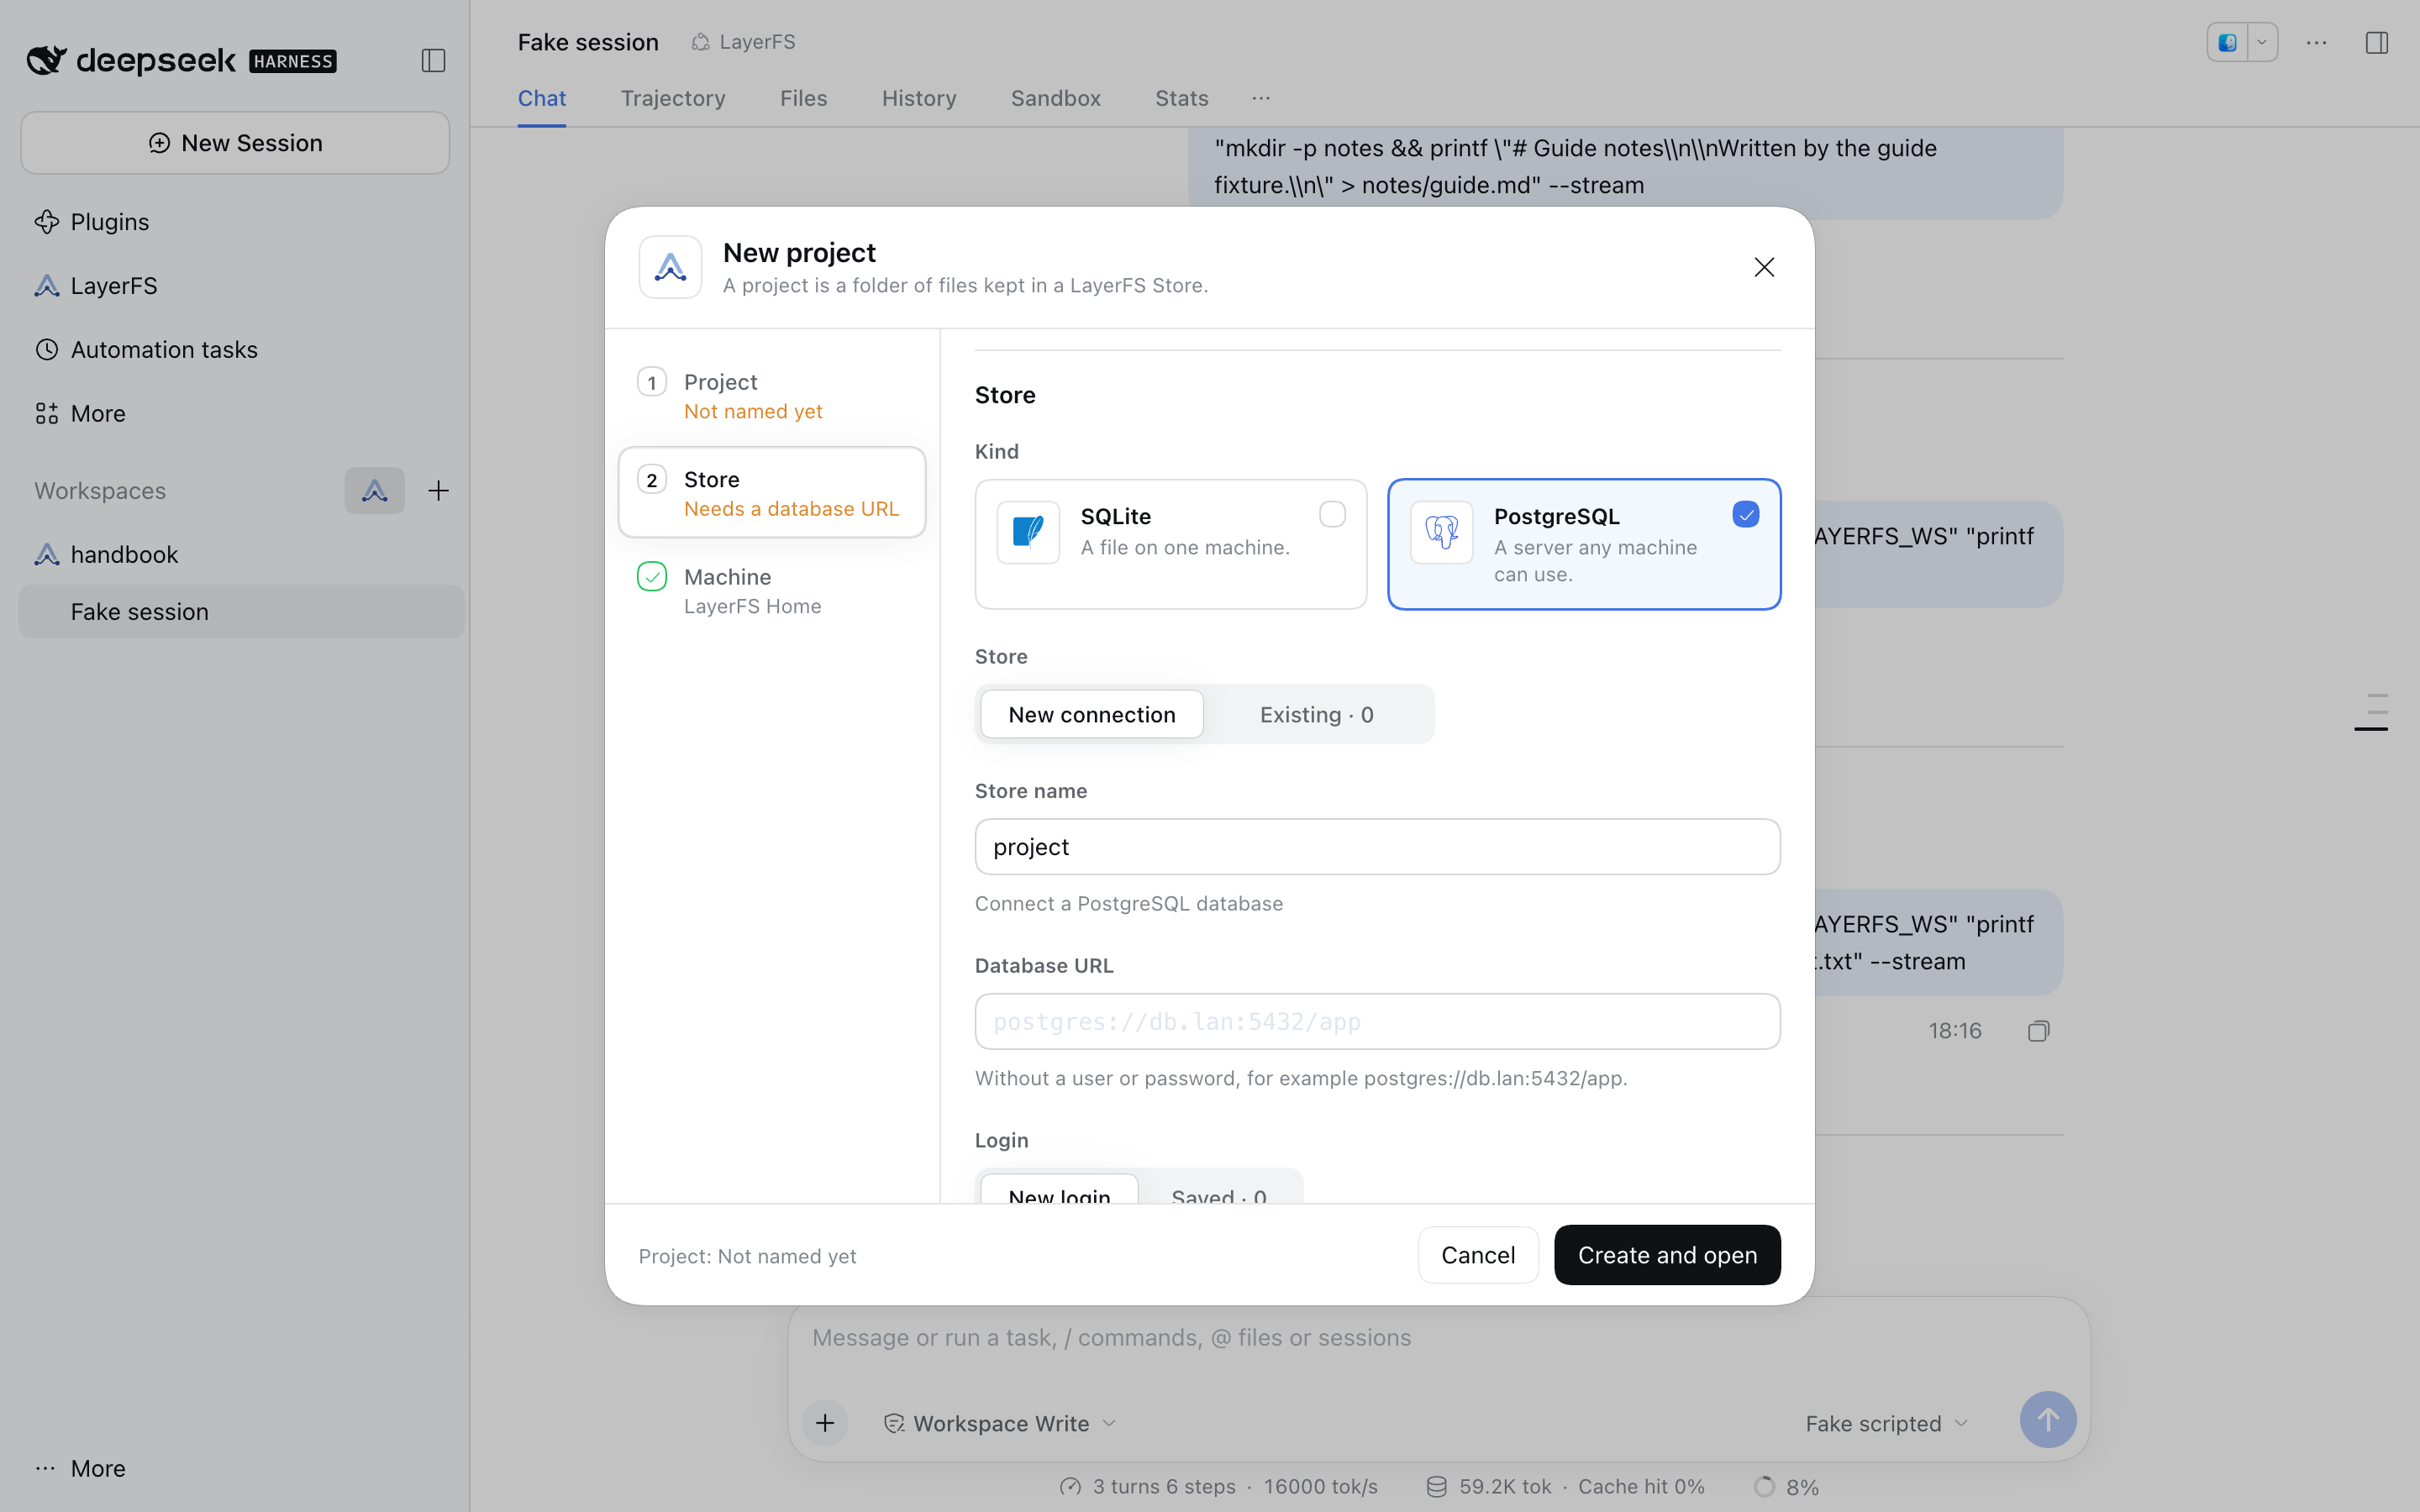 deepseek HARNESS
New Session
Plugins
LayerFS
Automation tasks
More
Workspaces
handbook
Fake session
More
Fake session
LayerFS
Chat
Trajectory
Files
History
Sandbox
Stats
"mkdir -p notes && printf \"# Guide notes\\n\\nWritten by the guide
fixture.\\n\" > notes/guide.md" --stream
AYERFS_WS" "printf
AYERFS_WS" "printf
.txt" --stream
18:16
New project
A project is a folder of files kept in a LayerFS Store.
1
Project
Not named yet
2
Store
Needs a database URL
Machine
LayerFS Home
Store
Kind
SQLite
A file on one machine.
PostgreSQL
A server any machine
can use.
Store
New connection
Existing · 0
Store name
project
Connect a PostgreSQL database
Database URL
postgres://db.lan:5432/app
Without a user or password, for example postgres://db.lan:5432/app.
Login
New login
Saved · 0
Project: Not named yet
Cancel
Create and open
Message or run a task, / commands, @ files or sessions
Workspace Write
Fake scripted
3 turns 6 steps · 16000 tok/s
59.2K tok · Cache hit 0%
8%